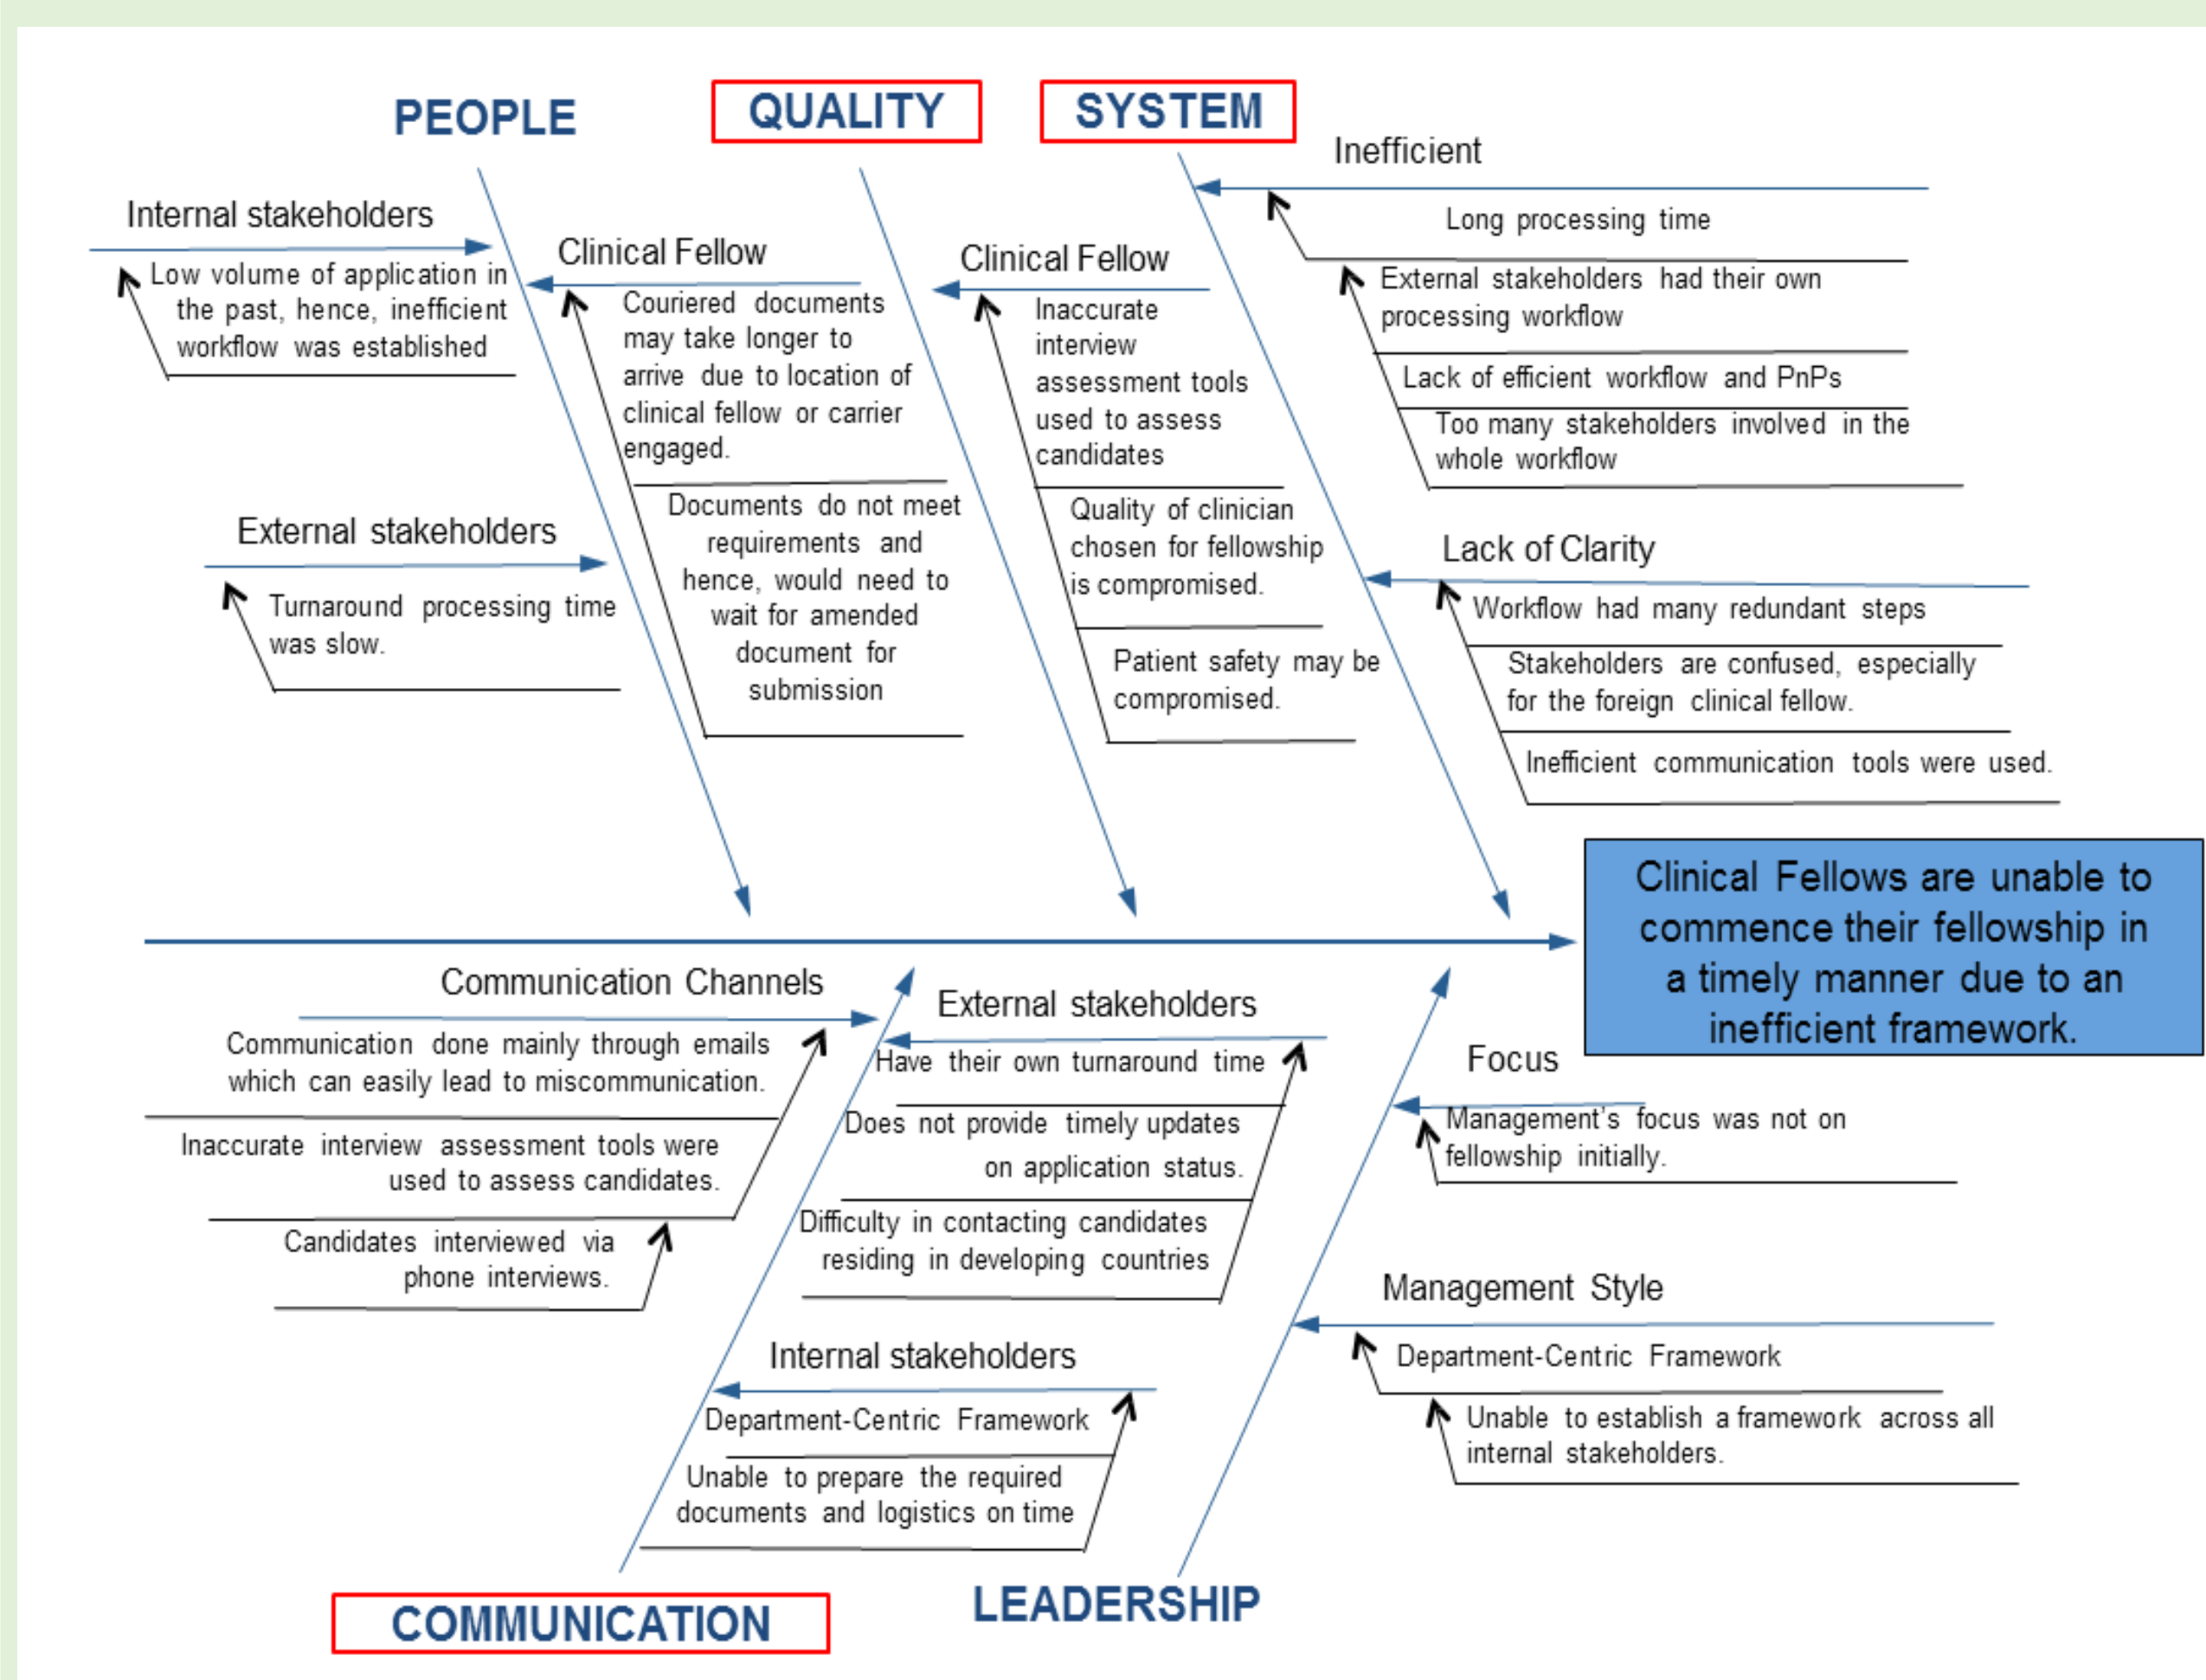 PEOPLE
QUALITY
SYSTEM
Internal stakeholders
Low volume of application in
the past, hence, inefficient
workflow was established
External stakeholders
Turnaround processing time
was slow.
Clinical Fellow
Couriered documents
may take longer to
arrive due to location of
clinical fellow or carrier
engaged.
Documents do not meet
requirements and
hence, would need to
wait for amended
document for
submission
Clinical Fellow
Inaccurate
interview
assessment tools
used to assess
candidates
Quality of clinician
chosen for fellowship
is compromised.
Patient safety may be
compromised.
Inefficient
Long processing time
External stakeholders had their own
processing workflow
Lack of efficient workflow and PnPs
Too many stakeholders involved in the
whole workflow
Lack of Clarity
Workflow had many redundant steps
Stakeholders are confused, especially
for the foreign clinical fellow.
Inefficient communication tools were used.
Clinical Fellows are unable to
commence their fellowship in
a timely manner due to an
inefficient framework.
Communication Channels
Communication done mainly through emails
which can easily lead to miscommunication.
Inaccurate interview assessment tools were
used to assess candidates.
Candidates interviewed via
phone interviews.
External stakeholders
Have their own turnaround time
Does not provide timely updates
on application status.
Difficulty in contacting candidates
residing in developing countries
Internal stakeholders
Department-Centric Framework
Unable to prepare the required
documents and logistics on time
Focus
Management's focus was not on
fellowship initially.
Management Style
Department-Centric Framework
Unable to establish a framework across all
internal stakeholders.
COMMUNICATION
LEADERSHIP